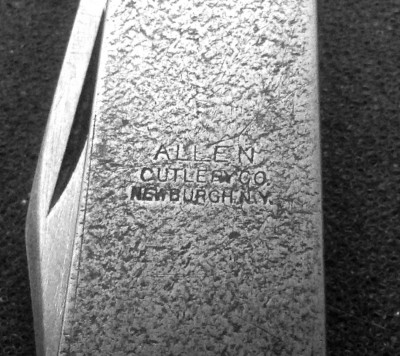 ALLEN
CUTLERY CO.
NEWBURGH, N.Y.